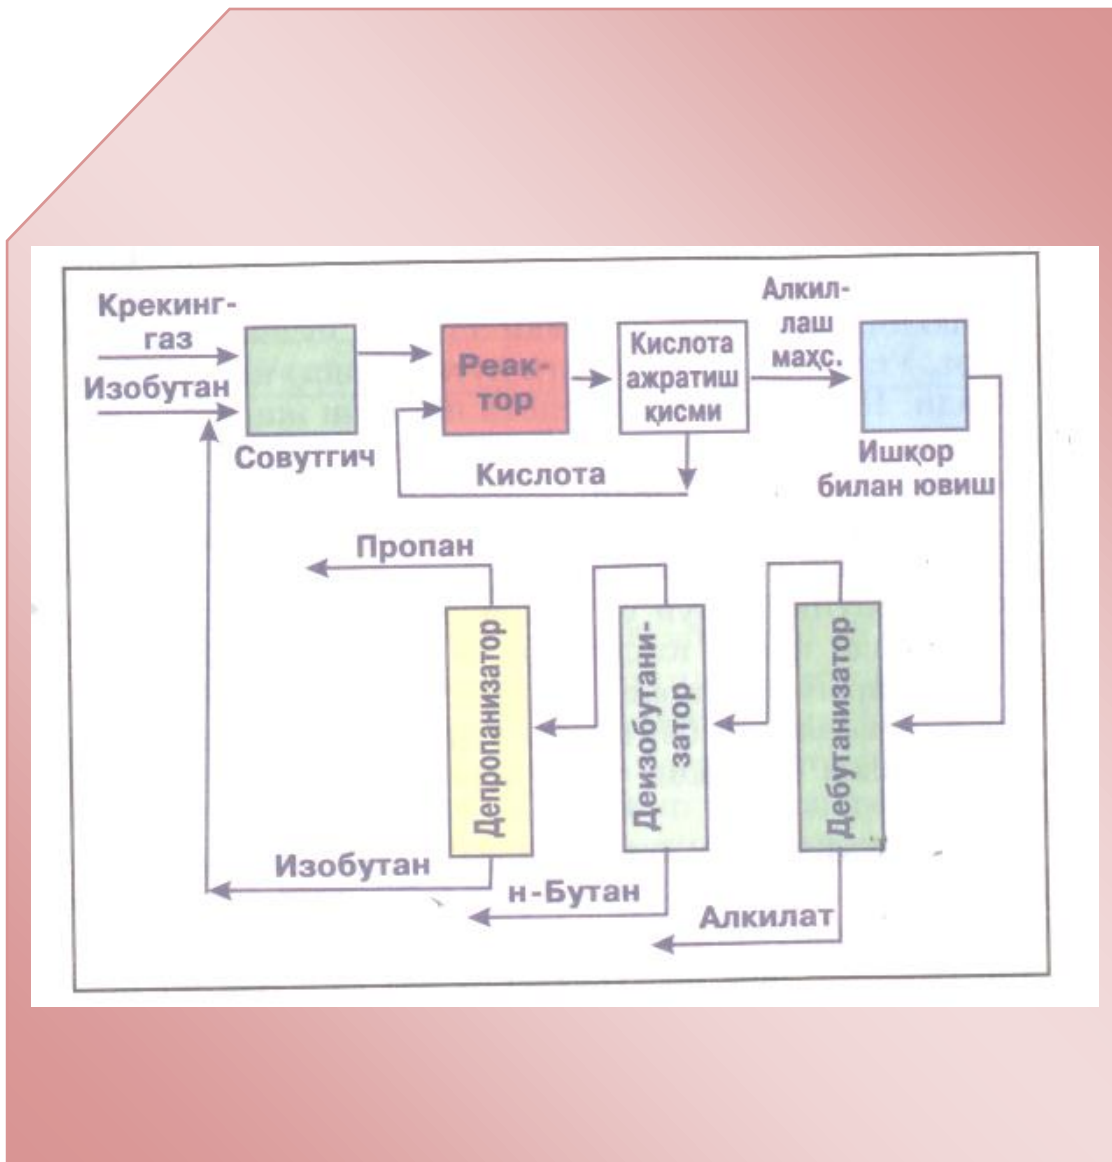 Крекинг-
газ
Изобутан
Совутгич
Реак-
тор
Кислота
ажратиш
қисми
Алкил-
лаш
маҳс.
Ишқор
билан ювиш
Кислота
Пропан
Депропанизатор
Деизобутани-
затор
Дебутанизатор
Изобутан
н-Бутан
Алкилат